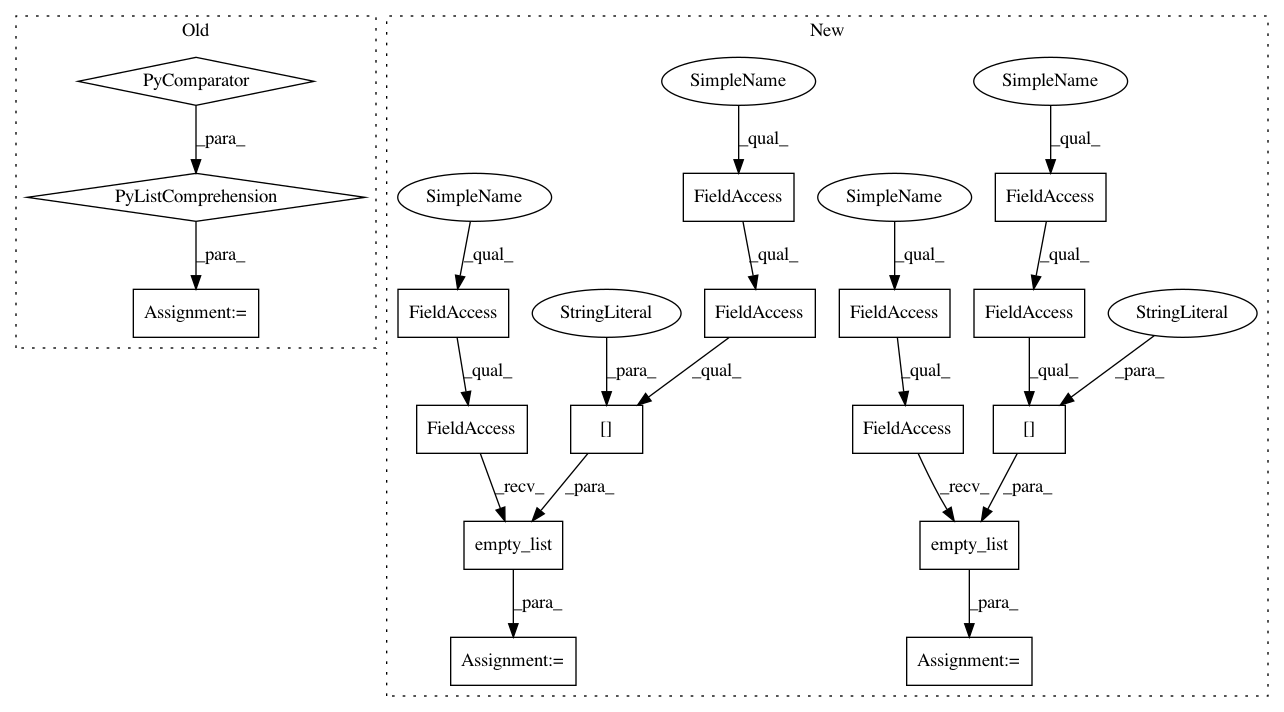 Old
New
PyComparator
SimpleName
SimpleName
_para_
_qual_
_qual_
PyListComprehension
SimpleName
FieldAccess
SimpleName
FieldAccess
_para_
_qual_
_qual_
_qual_
_qual_
Assignment:=
FieldAccess
StringLiteral
FieldAccess
FieldAccess
FieldAccess
StringLiteral
_qual_
_para_
_qual_
_qual_
_qual_
_para_
FieldAccess
[]
FieldAccess
[]
_recv_
_para_
_recv_
_para_
empty_list
empty_list
_para_
_para_
Assignment:=
Assignment:=